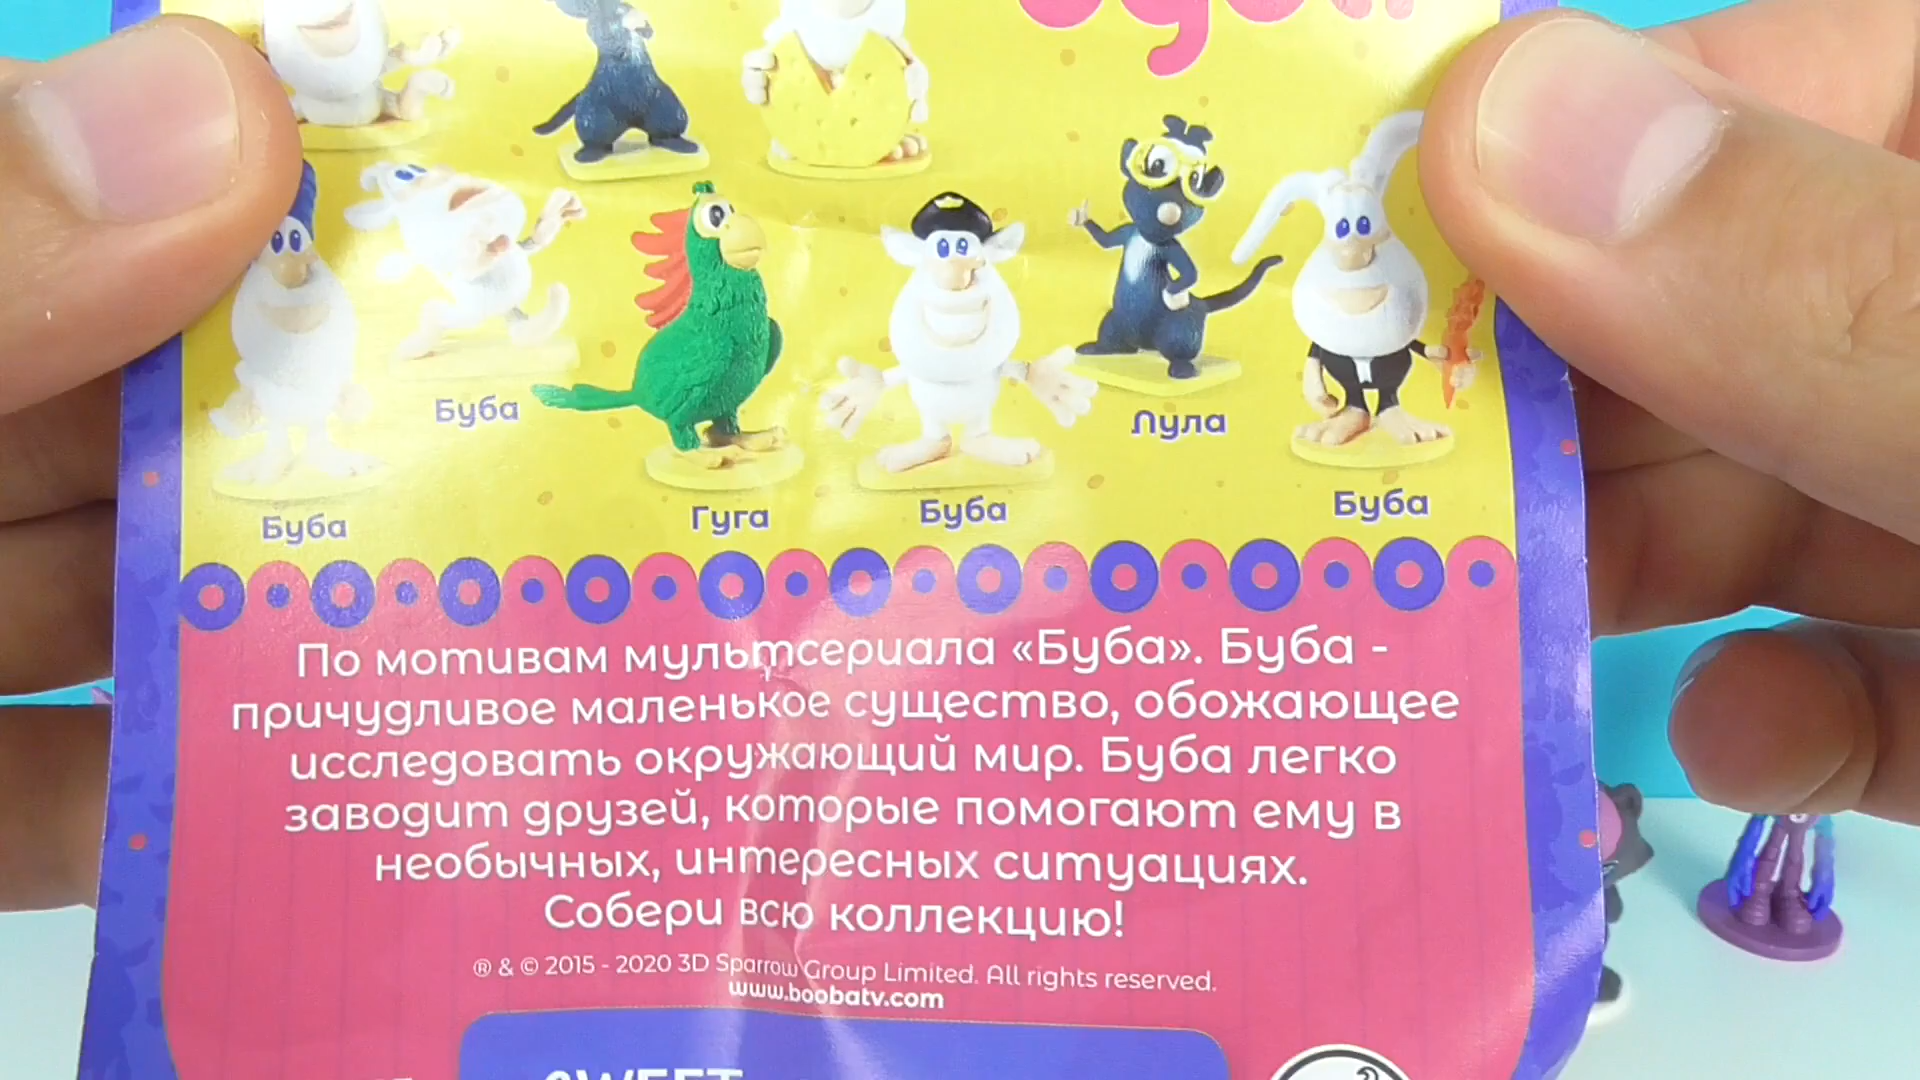 Буба
Лула
Буба
Гуга
Буба
Буба
По мотивам мультсериала «Буба». Буба -
причудливое маленькое существо, обожающее
исследовать окружающий мир. Буба легко
заводит друзей, которые помогают ему в
необычных, интересных ситуациях.
Собери всю коллекцию!
® & © 2015 - 2020 3D Sparrow Group Limited. All rights reserved.
www.boobatv.com
SWEET